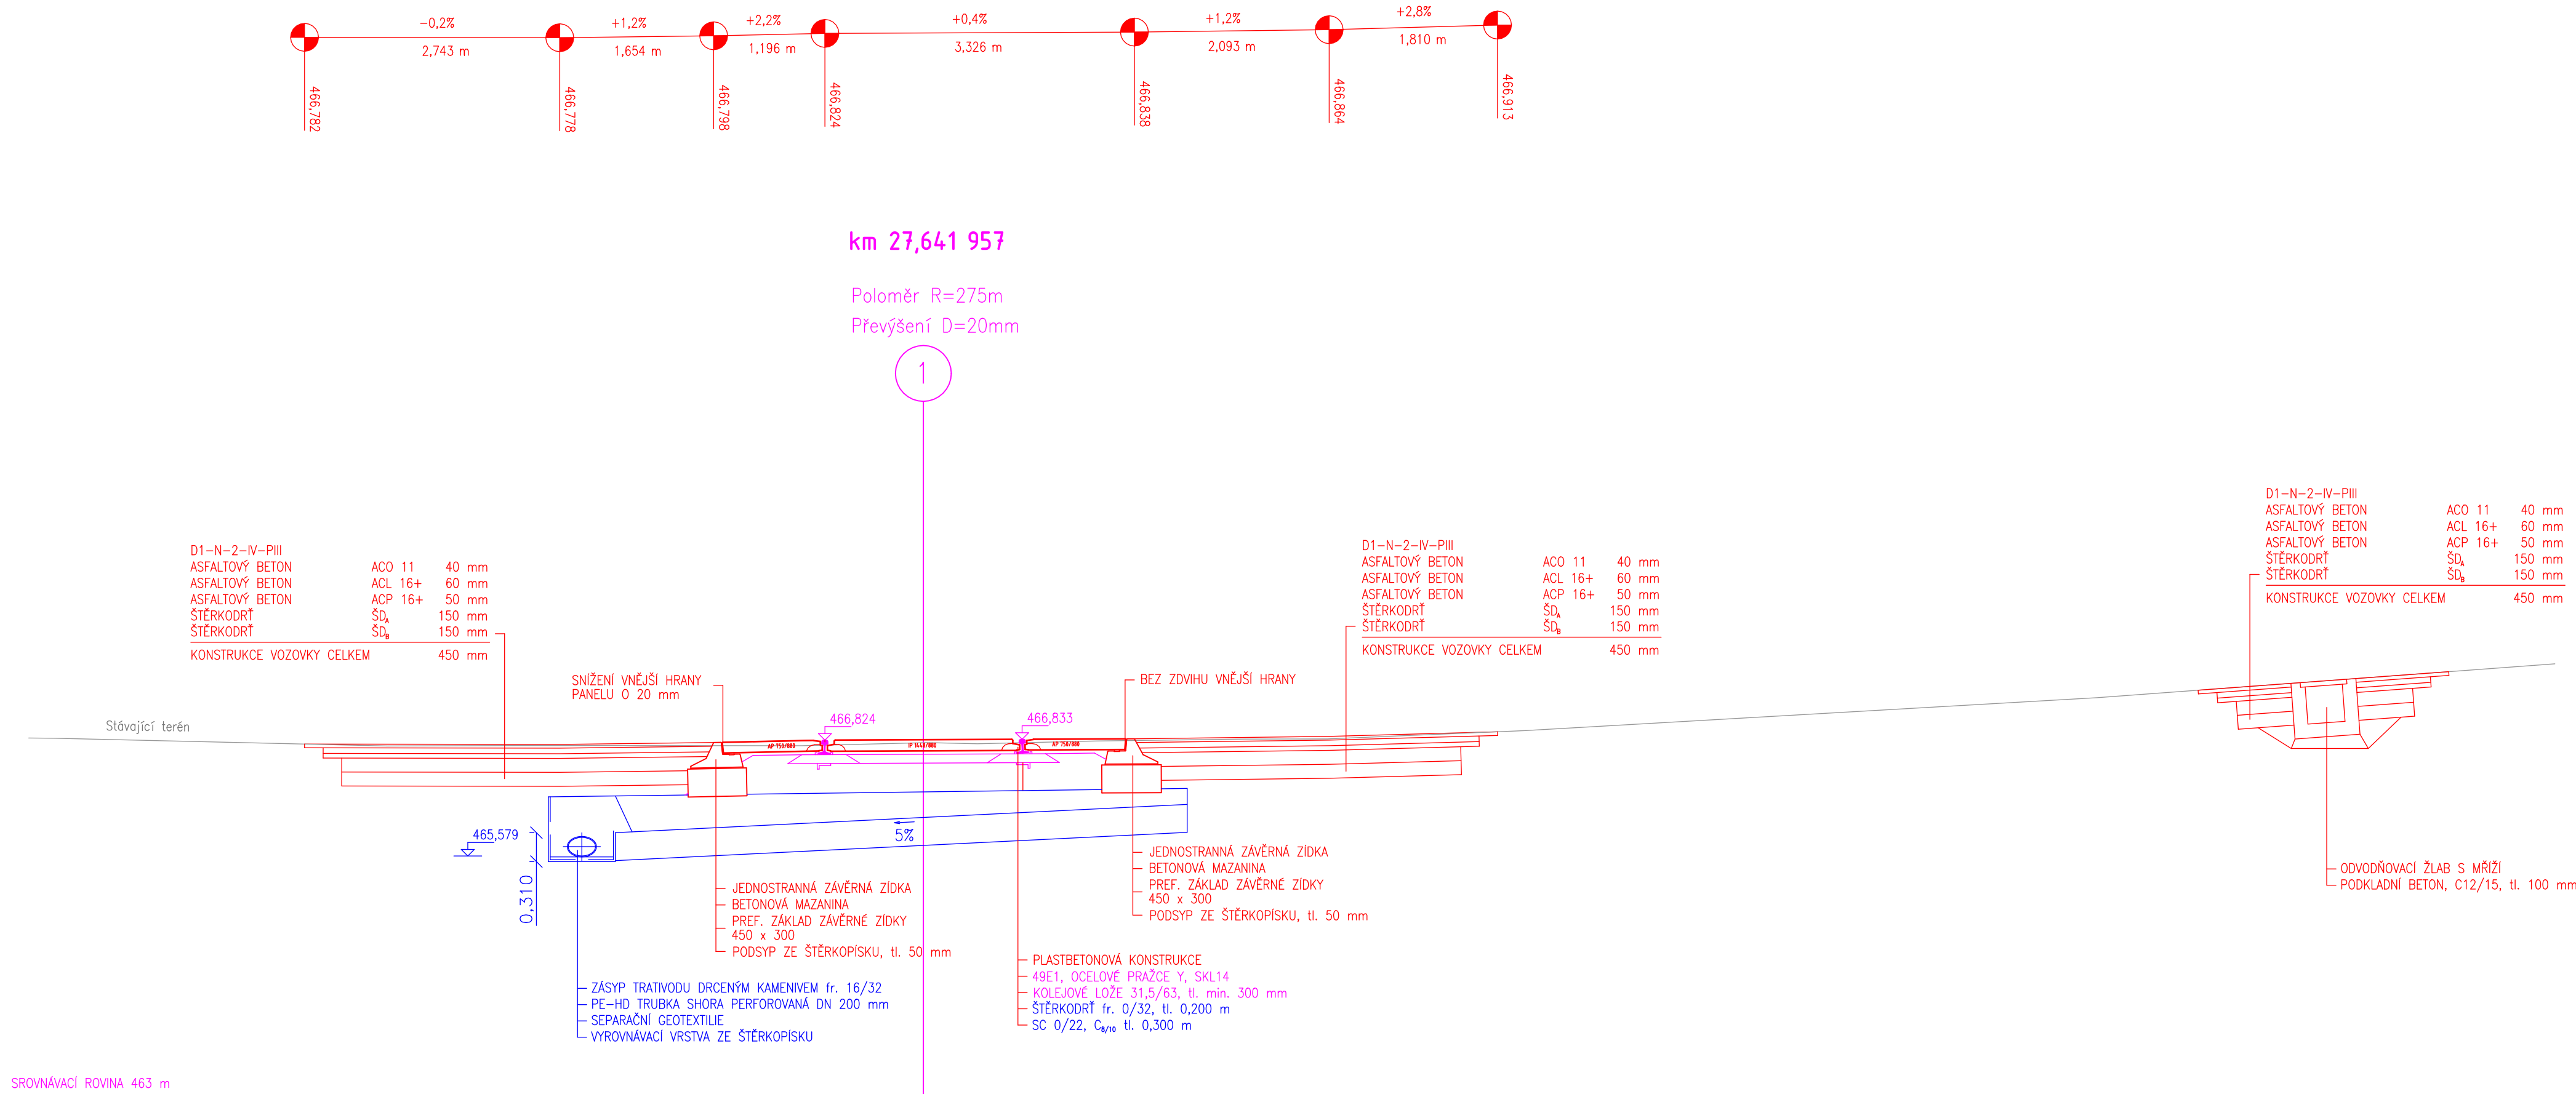 -0,2%
2,743 m
+1,2%
1,654 m
+2,2%
1,196 m
+0,4%
3,326 m
+1,2%
2,093 m
+2,8%
1,810 m
466,782
466,778
466,798
466,824
466,838
466,864
466,913
km 27,641 957
Poloměr R=275m
Převýšení D=20mm
1
D1-N-2-IV-PIII
ASFALTOVÝ BETON ACO 11 40 mm
ASFALTOVÝ BETON ACL 16+ 60 mm
ASFALTOVÝ BETON ACP 16+ 50 mm
ŠTĚRKODRŤ ŠDA 150 mm
ŠTĚRKODRŤ ŠDB 150 mm
KONSTRUKCE VOZOVKY CELKEM 450 mm
D1-N-2-IV-PIII
ASFALTOVÝ BETON ACO 11 40 mm
ASFALTOVÝ BETON ACL 16+ 60 mm
ASFALTOVÝ BETON ACP 16+ 50 mm
ŠTĚRKODRŤ ŠDA 150 mm
ŠTĚRKODRŤ ŠDB 150 mm
KONSTRUKCE VOZOVKY CELKEM 450 mm
D1-N-2-IV-PIII
ASFALTOVÝ BETON ACO 11 40 mm
ASFALTOVÝ BETON ACL 16+ 60 mm
ASFALTOVÝ BETON ACP 16+ 50 mm
ŠTĚRKODRŤ ŠDA 150 mm
ŠTĚRKODRŤ ŠDB 150 mm
KONSTRUKCE VOZOVKY CELKEM 450 mm
SNÍŽENÍ VNĚJŠÍ HRANY
PANELU O 20 mm
BEZ ZDVIHU VNĚJŠÍ HRANY
Stávající terén
466,824
466,833
AP 750/880
IP 1440/880
AP 750/880
465,579
5%
0,310
JEDNOSTRANNÁ ZÁVĚRNÁ ZÍDKA
BETONOVÁ MAZANINA
PREF. ZÁKLAD ZÁVĚRNÉ ZÍDKY
450 x 300
PODSYP ZE ŠTĚRKOPÍSKU, tl. 50 mm
JEDNOSTRANNÁ ZÁVĚRNÁ ZÍDKA
BETONOVÁ MAZANINA
PREF. ZÁKLAD ZÁVĚRNÉ ZÍDKY
450 x 300
PODSYP ZE ŠTĚRKOPÍSKU, tl. 50 mm
ODVODŇOVACÍ ŽLAB S MŘÍŽÍ
PODKLADNÍ BETON, C12/15, tl. 100 mm
PLASTBETONOVÁ KONSTRUKCE
49E1, OCELOVÉ PRAŽCE Y, SKL14
KOLEJOVÉ LOŽE 31,5/63, tl. min. 300 mm
ŠTĚRKODRŤ fr. 0/32, tl. 0,200 m
SC 0/22, C8/10 tl. 0,300 m
ZÁSYP TRATIVODU DRCENÝM KAMENIVEM fr. 16/32
PE-HD TRUBKA SHORA PERFOROVANÁ DN 200 mm
SEPARAČNÍ GEOTEXTILIE
VYROVNÁVACÍ VRSTVA ZE ŠTĚRKOPÍSKU
SROVNÁVACÍ ROVINA 463 m